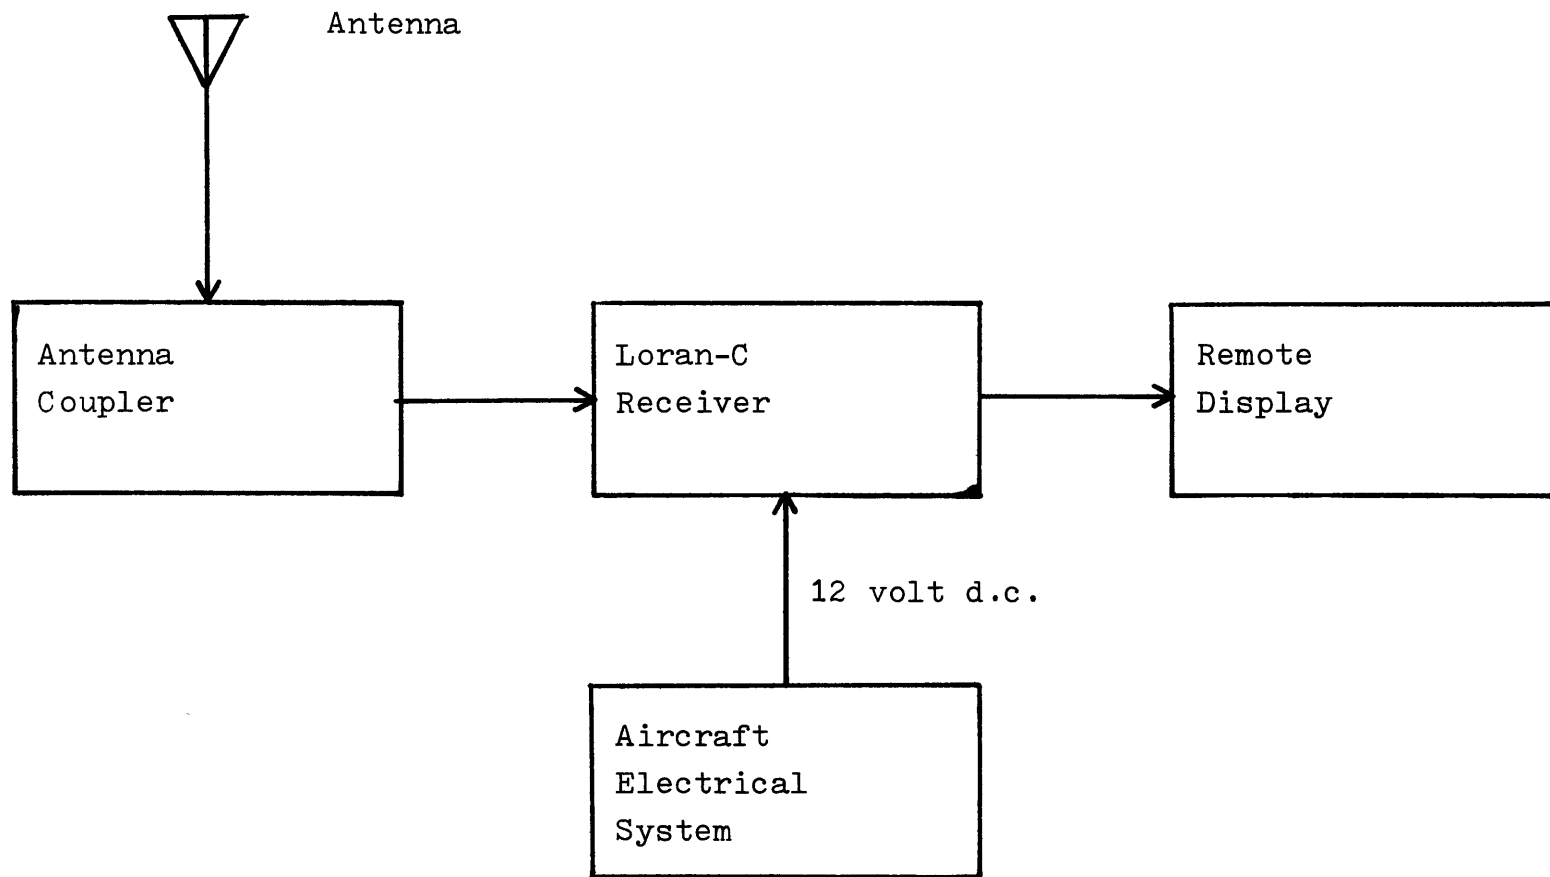 Antenna
Antenna
Coupler
Loran-C
Receiver
Remote
Display
12 volt d.c.
Aircraft
Electrical
System